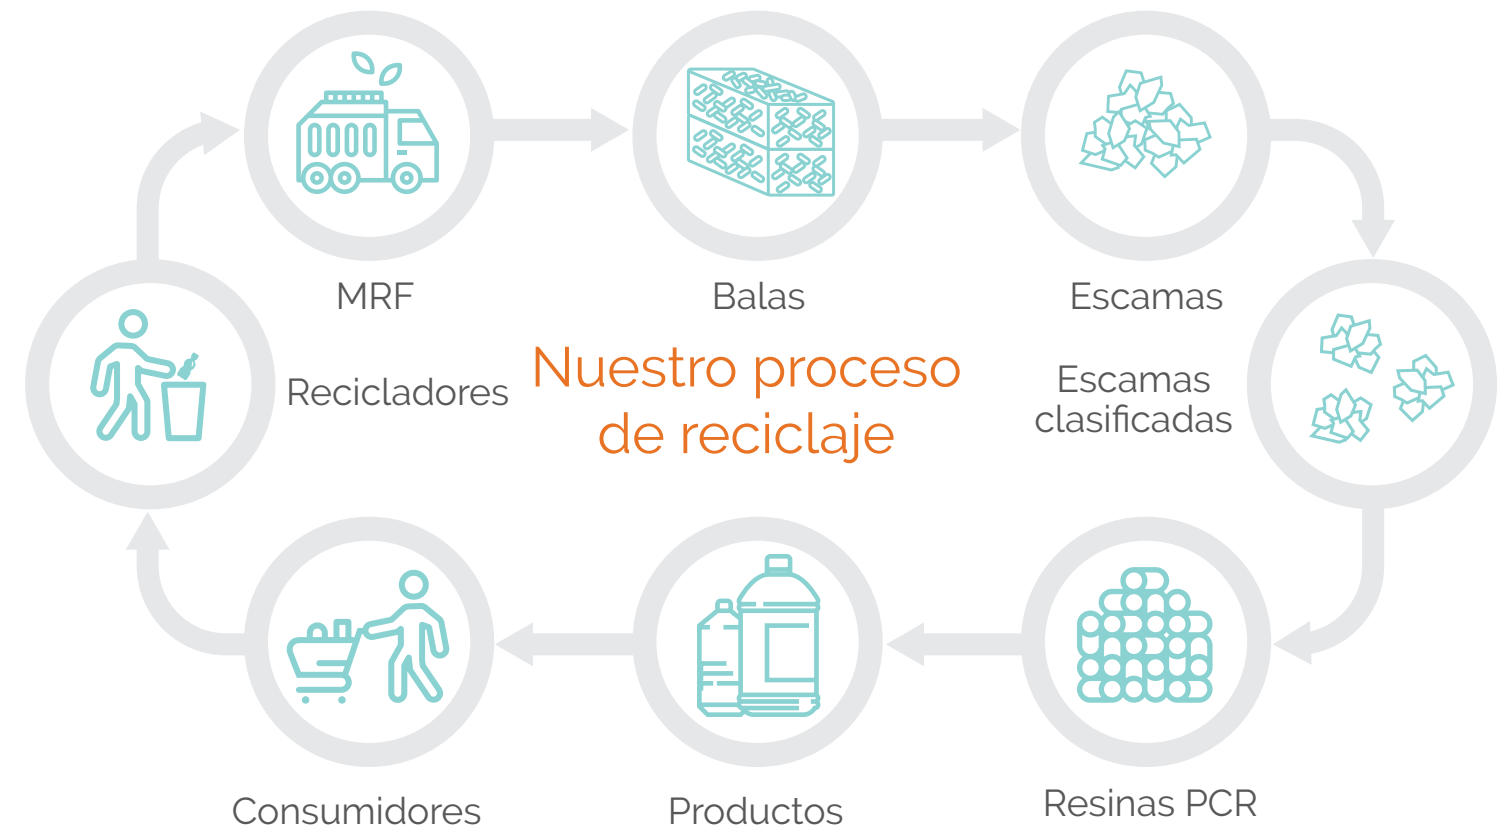 MRF
Balas
Escamas
Recicladores
Nuestro proceso
de reciclaje
Escamas
clasificadas
Consumidores
Productos
Resinas PCR